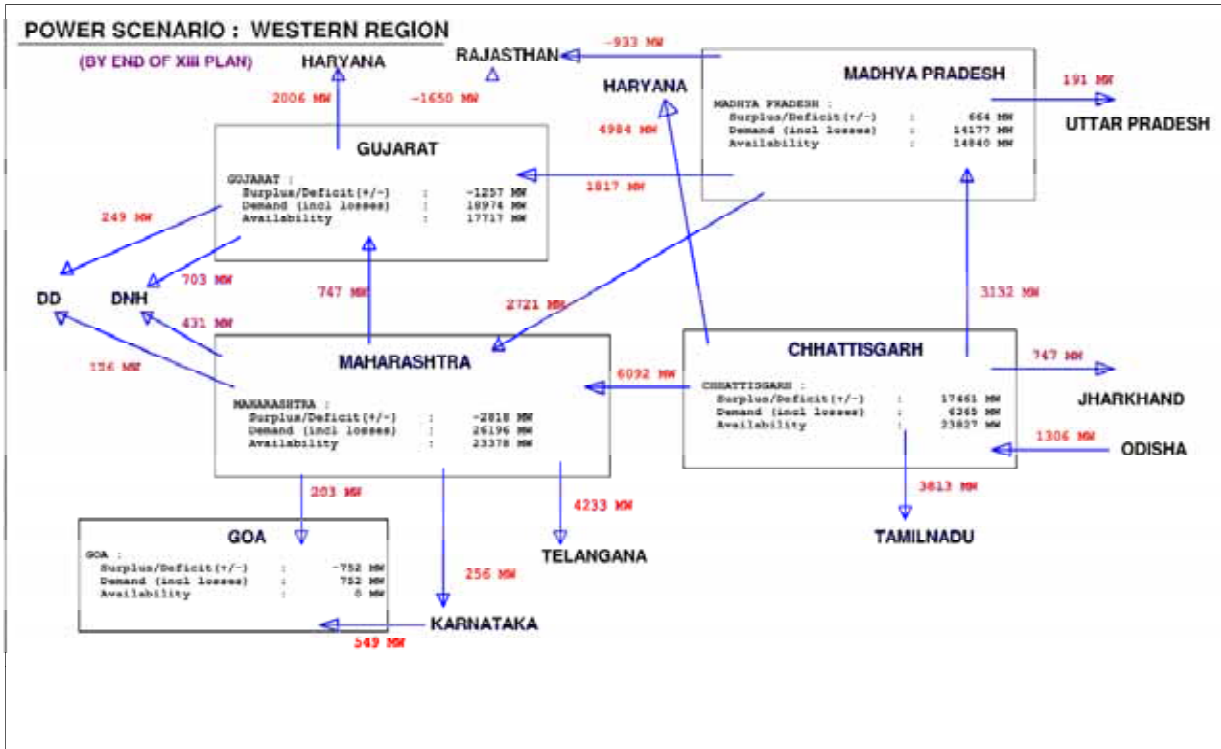 POWER SCENARIO : WESTERN REGION
(BY END OF XIII PLAN)
HARYANA
RAJASTHAN
-933 MW
2006 MW
-1650 MW
HARYANA
4984 MW
MADHYA PRADESH
MADHYA PRADESH :
Surplus/Deficit(+/-) : 664 MW
Demand (incl losses) : 14177 MW
Availability : 14840 MW
191 MW
UTTAR PRADESH
GUJARAT
GUJARAT :
Surplus/Deficit(+/-) : -1257 MW
Demand (incl losses) : 18974 MW
Availability : 17717 MW
1817 MW
249 MW
703 MW
DD
DNH
747 MW
2721 MW
3132 MW
431 MW
156 MW
MAHARASHTRA
MAHARASHTRA :
Surplus/Deficit(+/-) : -2818 MW
Demand (incl losses) : 26196 MW
Availability : 23378 MW
6092 MW
CHHATTISGARH
CHHATTISGARH :
Surplus/Deficit(+/-) : 17461 MW
Demand (incl losses) : 6365 MW
Availability : 23827 MW
747 MW
JHARKHAND
1306 MW
ODISHA
203 MW
4233 MW
3813 MW
TAMILNADU
GOA
GOA :
Surplus/Deficit(+/-) : -752 MW
Demand (incl losses) : 752 MW
Availability : 0 MW
TELANGANA
256 MW
KARNATAKA
549 MW